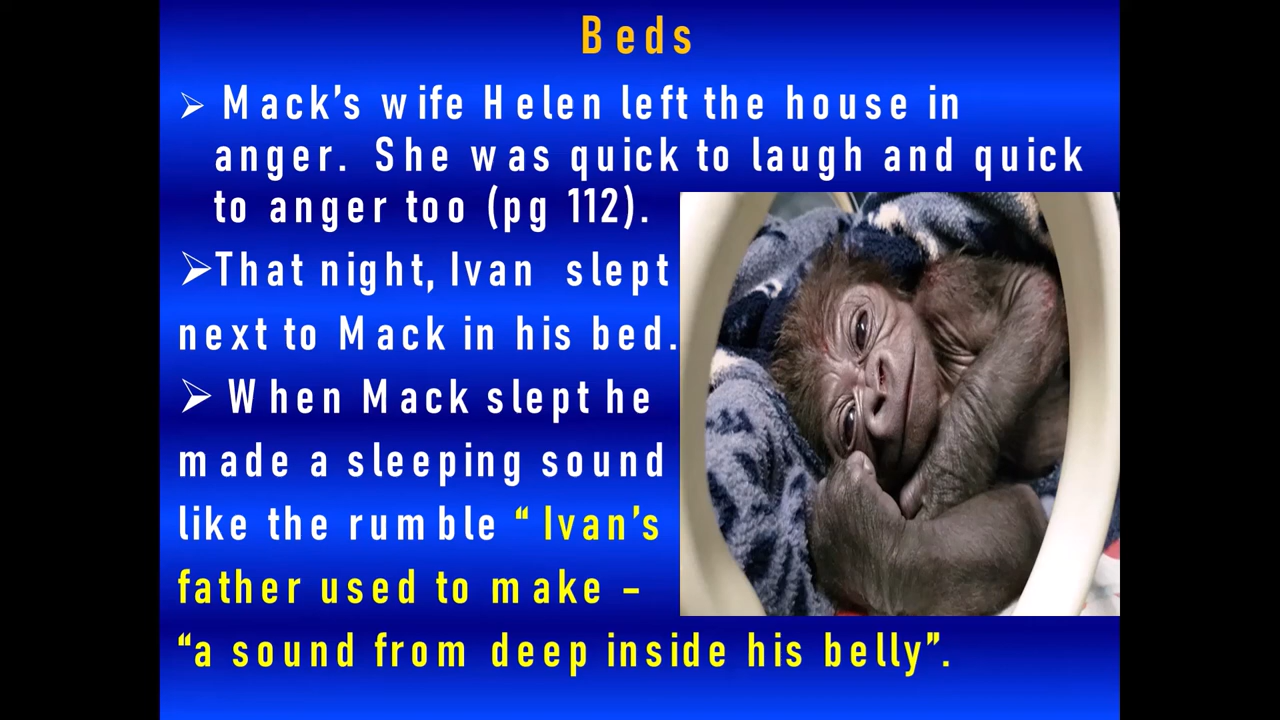 Beds
➢ Mack’s wife Helen left the house in
anger. She was quick to laugh and quick
to anger too (pg 112).
➢That night, Ivan slept
next to Mack in his bed.
➢ When Mack slept he
made a sleeping sound
like the rumble “ Ivan’s
father used to make –
“a sound from deep inside his belly”.